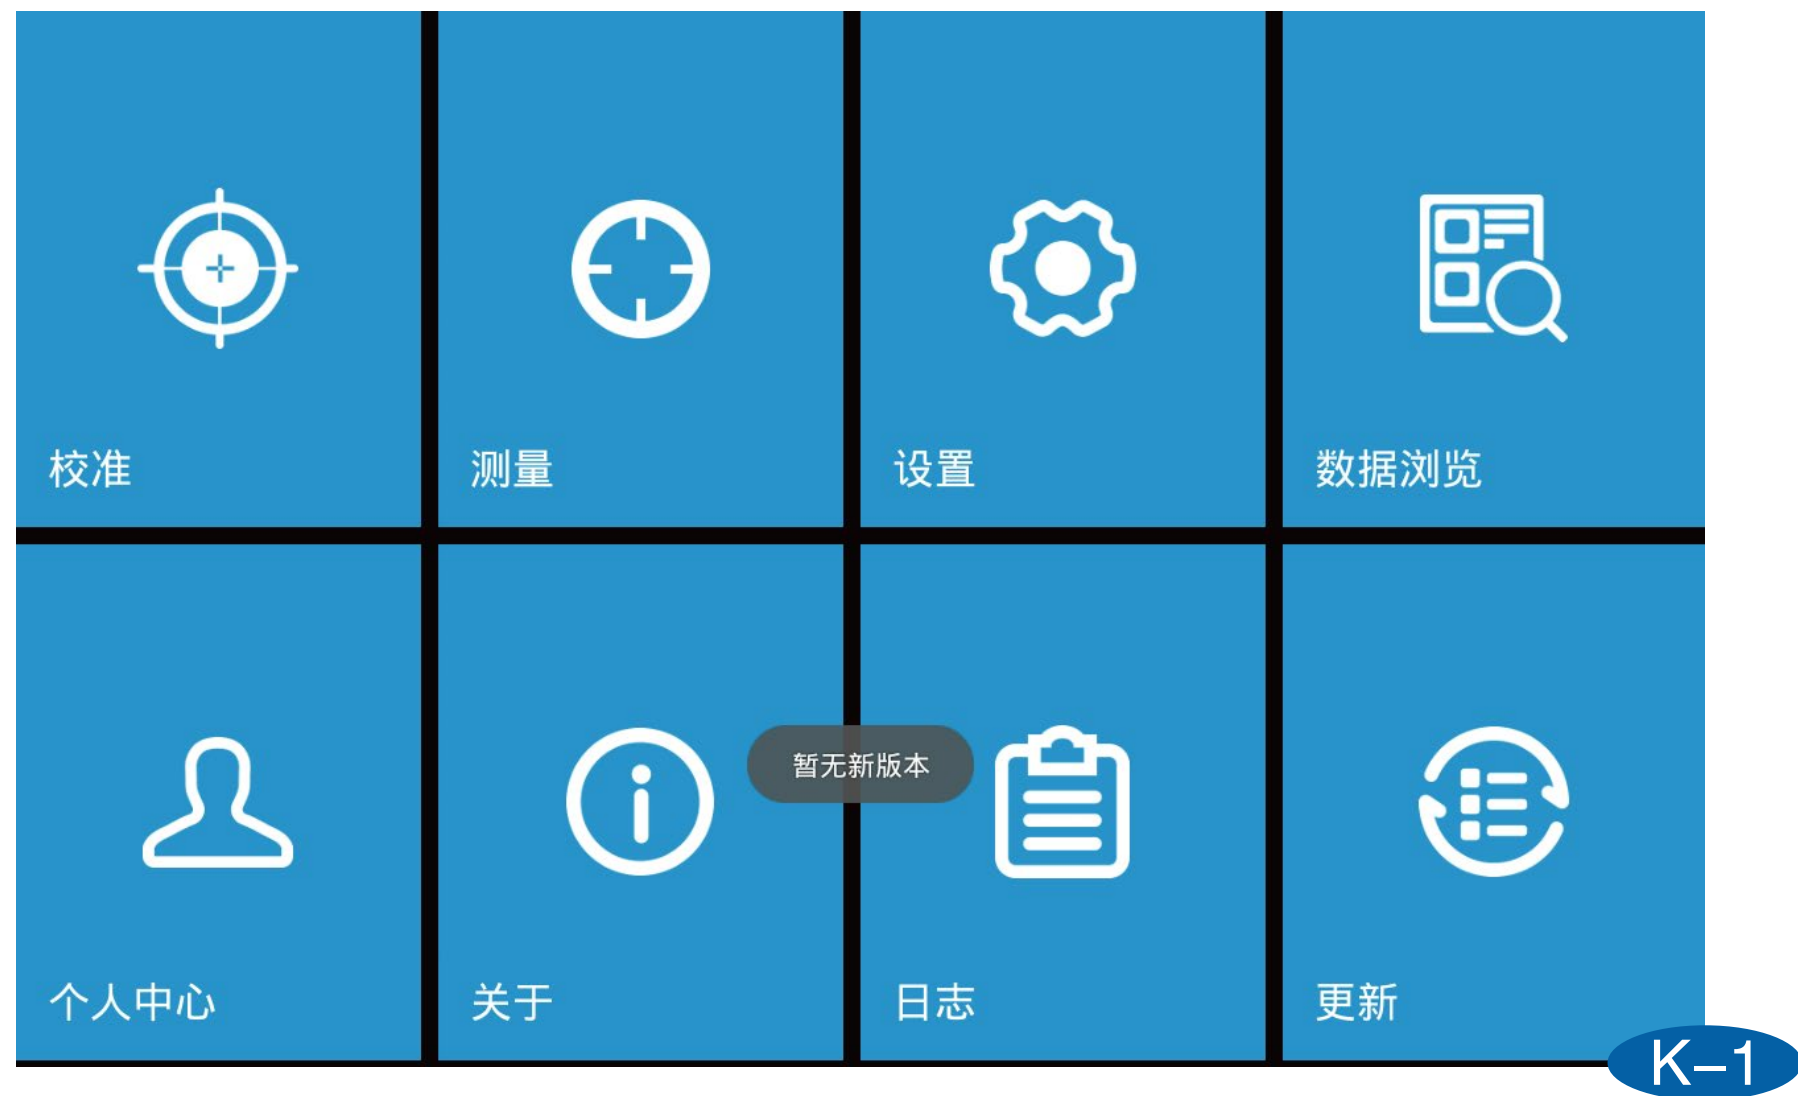 校准
测量
设置
数据浏览
暂无新版本
个人中心
关于
日志
更新
K-1